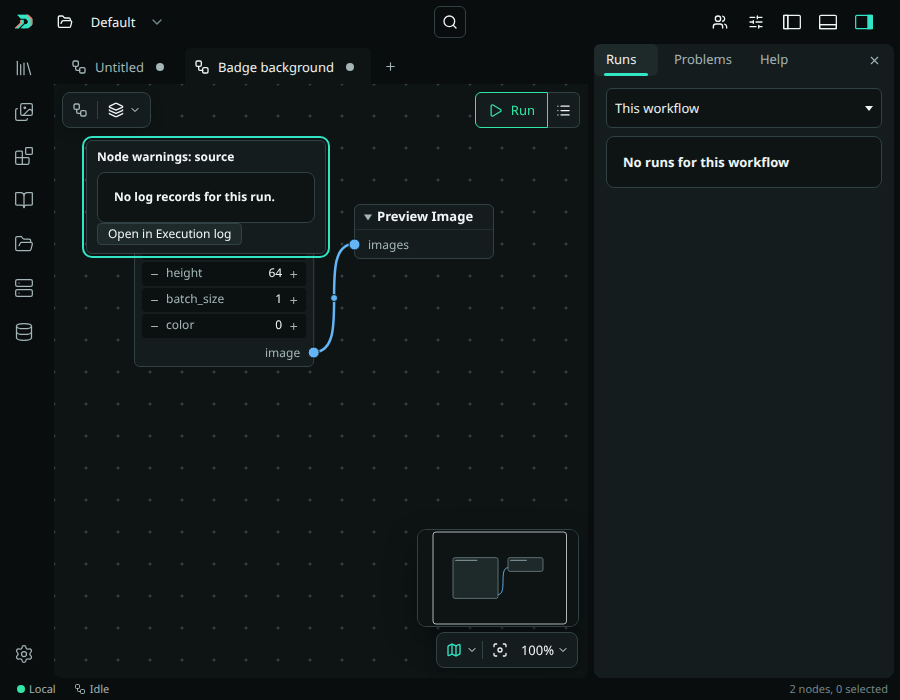 Default
Untitled
Badge background
Runs
Problems
Help
Run
This workflow
No runs for this workflow
Node warnings: source
No log records for this run.
Open in Execution log
Preview Image
images
height 64
batch_size 1
color 0
image
100%
Local
Idle
2 nodes, 0 selected